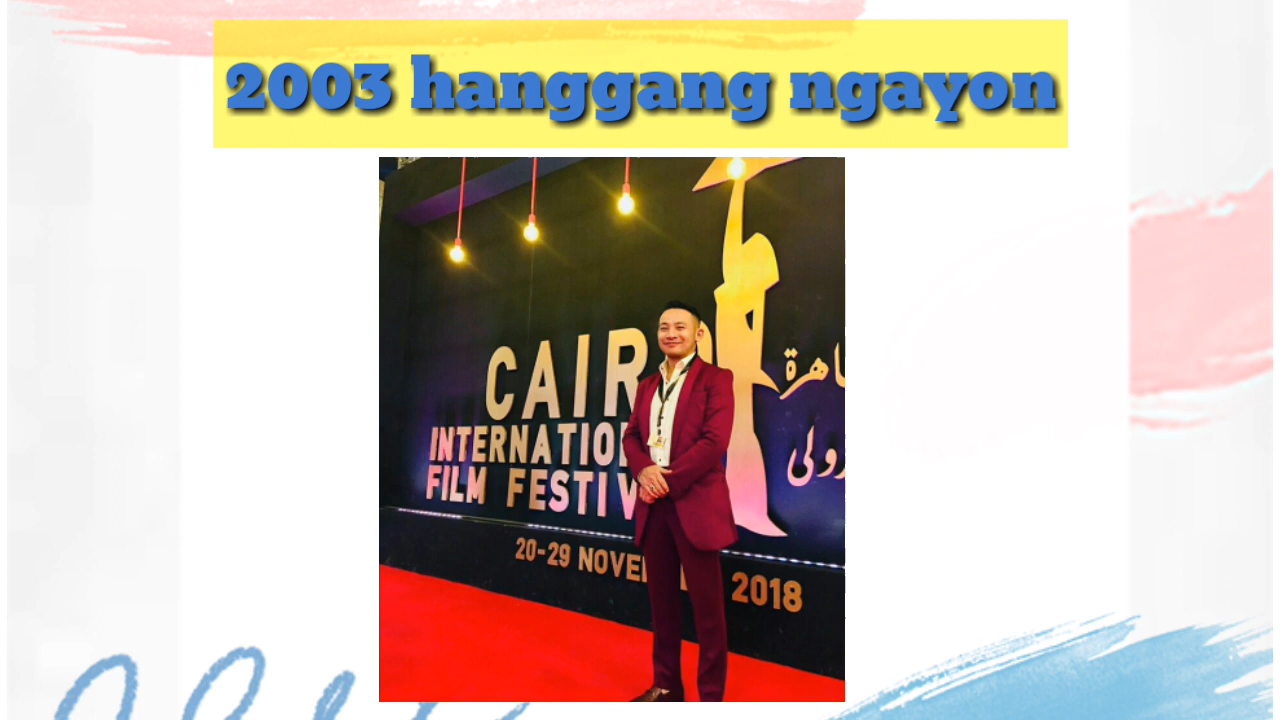 2003 hanggang ngayon
CAIR
INTERNATIO
FILM FESTIV
20-29 NOVE 2018